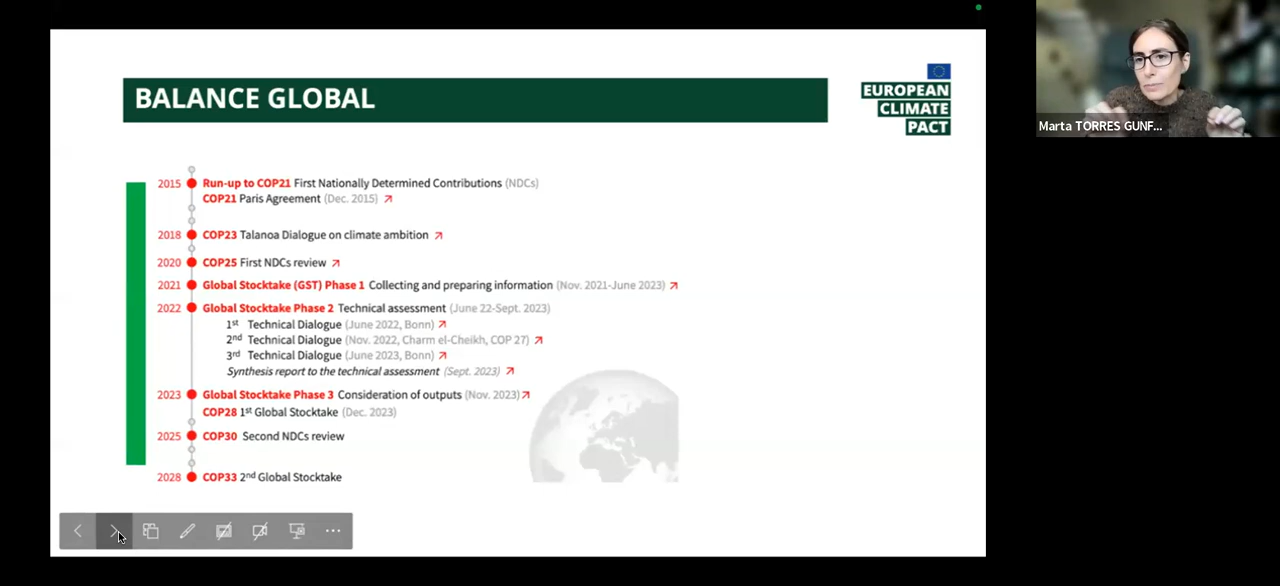 BALANCE GLOBAL
EUROPEAN
CLIMATE
PACT
2015 Run-up to COP21 First Nationally Determined Contributions (NDCs)
COP21 Paris Agreement (Dec. 2015)
2018 COP23 Talanoa Dialogue on climate ambition
2020 COP25 First NDCs review
2021 Global Stocktake (GST) Phase 1 Collecting and preparing information (Nov. 2021-June 2023)
2022 Global Stocktake Phase 2 Technical assessment (June 22-Sept. 2023)
1st Technical Dialogue (June 2022, Bonn)
2nd Technical Dialogue (Nov. 2022, Charm el-Cheikh, COP 27)
3rd Technical Dialogue (June 2023, Bonn)
Synthesis report to the technical assessment (Sept. 2023)
2023 Global Stocktake Phase 3 Consideration of outputs (Nov. 2023)
COP28 1st Global Stocktake (Dec. 2023)
2025 COP30 Second NDCs review
2028 COP33 2nd Global Stocktake
Marta TORRES GUNF...